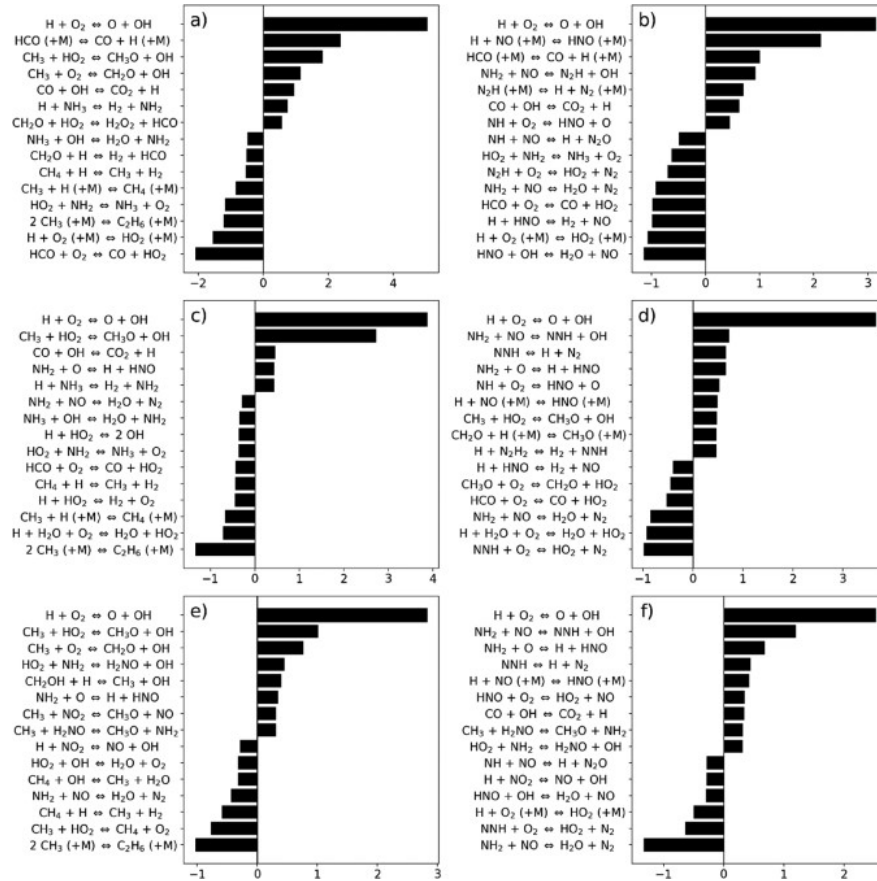 a)
H + O₂ ⇔ O + OH
HCO (+M) ⇔ CO + H (+M)
CH₃ + HO₂ ⇔ CH₃O + OH
CH₃ + O₂ ⇔ CH₂O + OH
CO + OH ⇔ CO₂ + H
H + NH₃ ⇔ H₂ + NH₂
CH₂O + HO₂ ⇔ H₂O₂ + HCO
NH₃ + OH ⇔ H₂O + NH₂
CH₂O + H ⇔ H₂ + HCO
CH₄ + H ⇔ CH₃ + H₂
CH₃ + H (+M) ⇔ CH₄ (+M)
HO₂ + NH₂ ⇔ NH₃ + O₂
2 CH₃ (+M) ⇔ C₂H₆ (+M)
H + O₂ (+M) ⇔ HO₂ (+M)
HCO + O₂ ⇔ CO + HO₂
−2 0 2 4
b)
H + O₂ ⇔ O + OH
H + NO (+M) ⇔ HNO (+M)
HCO (+M) ⇔ CO + H (+M)
NH₂ + NO ⇔ N₂H + OH
N₂H (+M) ⇔ H + N₂ (+M)
CO + OH ⇔ CO₂ + H
NH + O₂ ⇔ HNO + O
NH + NO ⇔ H + N₂O
HO₂ + NH₂ ⇔ NH₃ + O₂
N₂H + O₂ ⇔ HO₂ + N₂
NH₂ + NO ⇔ H₂O + N₂
HCO + O₂ ⇔ CO + HO₂
H + HNO ⇔ H₂ + NO
H + O₂ (+M) ⇔ HO₂ (+M)
HNO + OH ⇔ H₂O + NO
−1 0 1 2 3
c)
H + O₂ ⇔ O + OH
CH₃ + HO₂ ⇔ CH₃O + OH
CO + OH ⇔ CO₂ + H
NH₂ + O ⇔ H + HNO
H + NH₃ ⇔ H₂ + NH₂
NH₂ + NO ⇔ H₂O + N₂
NH₃ + OH ⇔ H₂O + NH₂
H + HO₂ ⇔ 2 OH
HO₂ + NH₂ ⇔ NH₃ + O₂
HCO + O₂ ⇔ CO + HO₂
CH₄ + H ⇔ CH₃ + H₂
H + HO₂ ⇔ H₂ + O₂
CH₃ + H (+M) ⇔ CH₄ (+M)
H + H₂O + O₂ ⇔ H₂O + HO₂
2 CH₃ (+M) ⇔ C₂H₆ (+M)
−1 0 1 2 3 4
d)
H + O₂ ⇔ O + OH
NH₂ + NO ⇔ NNH + OH
NNH ⇔ H + N₂
NH₂ + O ⇔ H + HNO
NH + O₂ ⇔ HNO + O
H + NO (+M) ⇔ HNO (+M)
CH₃ + HO₂ ⇔ CH₃O + OH
CH₂O + H (+M) ⇔ CH₃O (+M)
H + N₂H₂ ⇔ H₂ + NNH
H + HNO ⇔ H₂ + NO
CH₃O + O₂ ⇔ CH₂O + HO₂
HCO + O₂ ⇔ CO + HO₂
NH₂ + NO ⇔ H₂O + N₂
H + H₂O + O₂ ⇔ H₂O + HO₂
NNH + O₂ ⇔ HO₂ + N₂
−1 0 1 2 3
e)
H + O₂ ⇔ O + OH
CH₃ + HO₂ ⇔ CH₃O + OH
CH₃ + O₂ ⇔ CH₂O + OH
HO₂ + NH₂ ⇔ H₂NO + OH
CH₂OH + H ⇔ CH₃ + OH
NH₂ + O ⇔ H + HNO
CH₃ + NO₂ ⇔ CH₃O + NO
CH₃ + H₂NO ⇔ CH₃O + NH₂
H + NO₂ ⇔ NO + OH
HO₂ + OH ⇔ H₂O + O₂
CH₄ + OH ⇔ CH₃ + H₂O
NH₂ + NO ⇔ H₂O + N₂
CH₄ + H ⇔ CH₃ + H₂
CH₃ + HO₂ ⇔ CH₄ + O₂
2 CH₃ (+M) ⇔ C₂H₆ (+M)
−1 0 1 2 3
f)
H + O₂ ⇔ O + OH
NH₂ + NO ⇔ NNH + OH
NH₂ + O ⇔ H + HNO
NNH ⇔ H + N₂
H + NO (+M) ⇔ HNO (+M)
HNO + O₂ ⇔ HO₂ + NO
CO + OH ⇔ CO₂ + H
CH₃ + H₂NO ⇔ CH₃O + NH₂
HO₂ + NH₂ ⇔ H₂NO + OH
NH + NO ⇔ H + N₂O
H + NO₂ ⇔ NO + OH
HNO + OH ⇔ H₂O + NO
H + O₂ (+M) ⇔ HO₂ (+M)
NNH + O₂ ⇔ HO₂ + N₂
NH₂ + NO ⇔ H₂O + N₂
−1 0 1 2